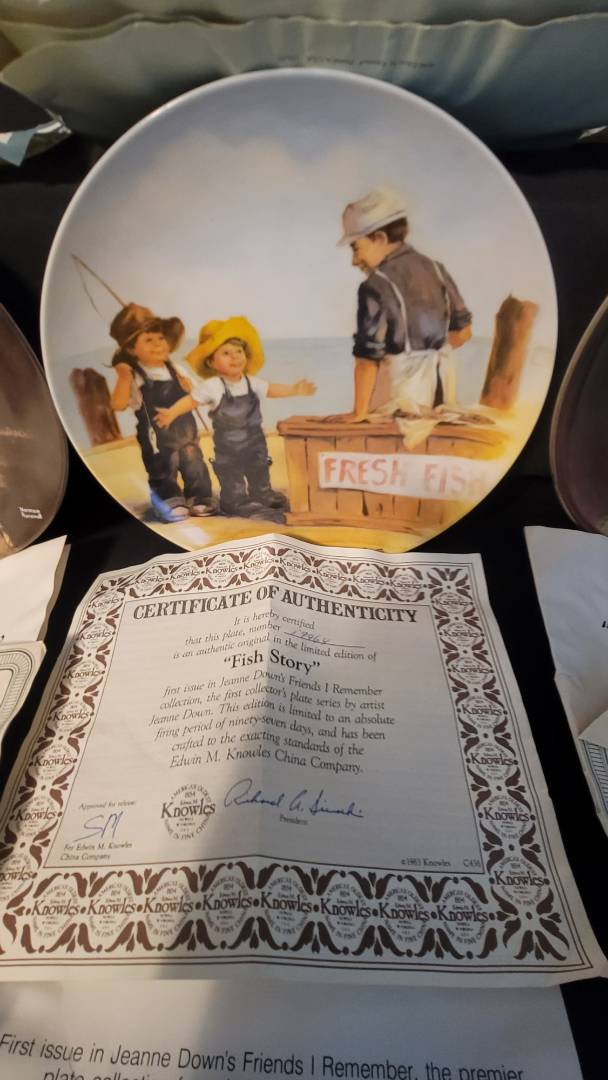 FRESH FISH
Norman
Rockwell
CERTIFICATE OF AUTHENTICITY
It is hereby certified
that this plate, number
is an authentic original in the limited edition of
"Fish Story"
first issue in Jeanne Down's Friends I Remember
collection, the first collector's plate series by artist
Jeanne Down. This edition is limited to an absolute
firing period of ninety-seven days, and has been
crafted to the exacting standards of the
Edwin M. Knowles China Company.
Approved for release:
SM
For Edwin M. Knowles
China Company
Knowles
President
©1983 Knowles C436
First issue in Jeanne Down's Friends I Remember, the premier